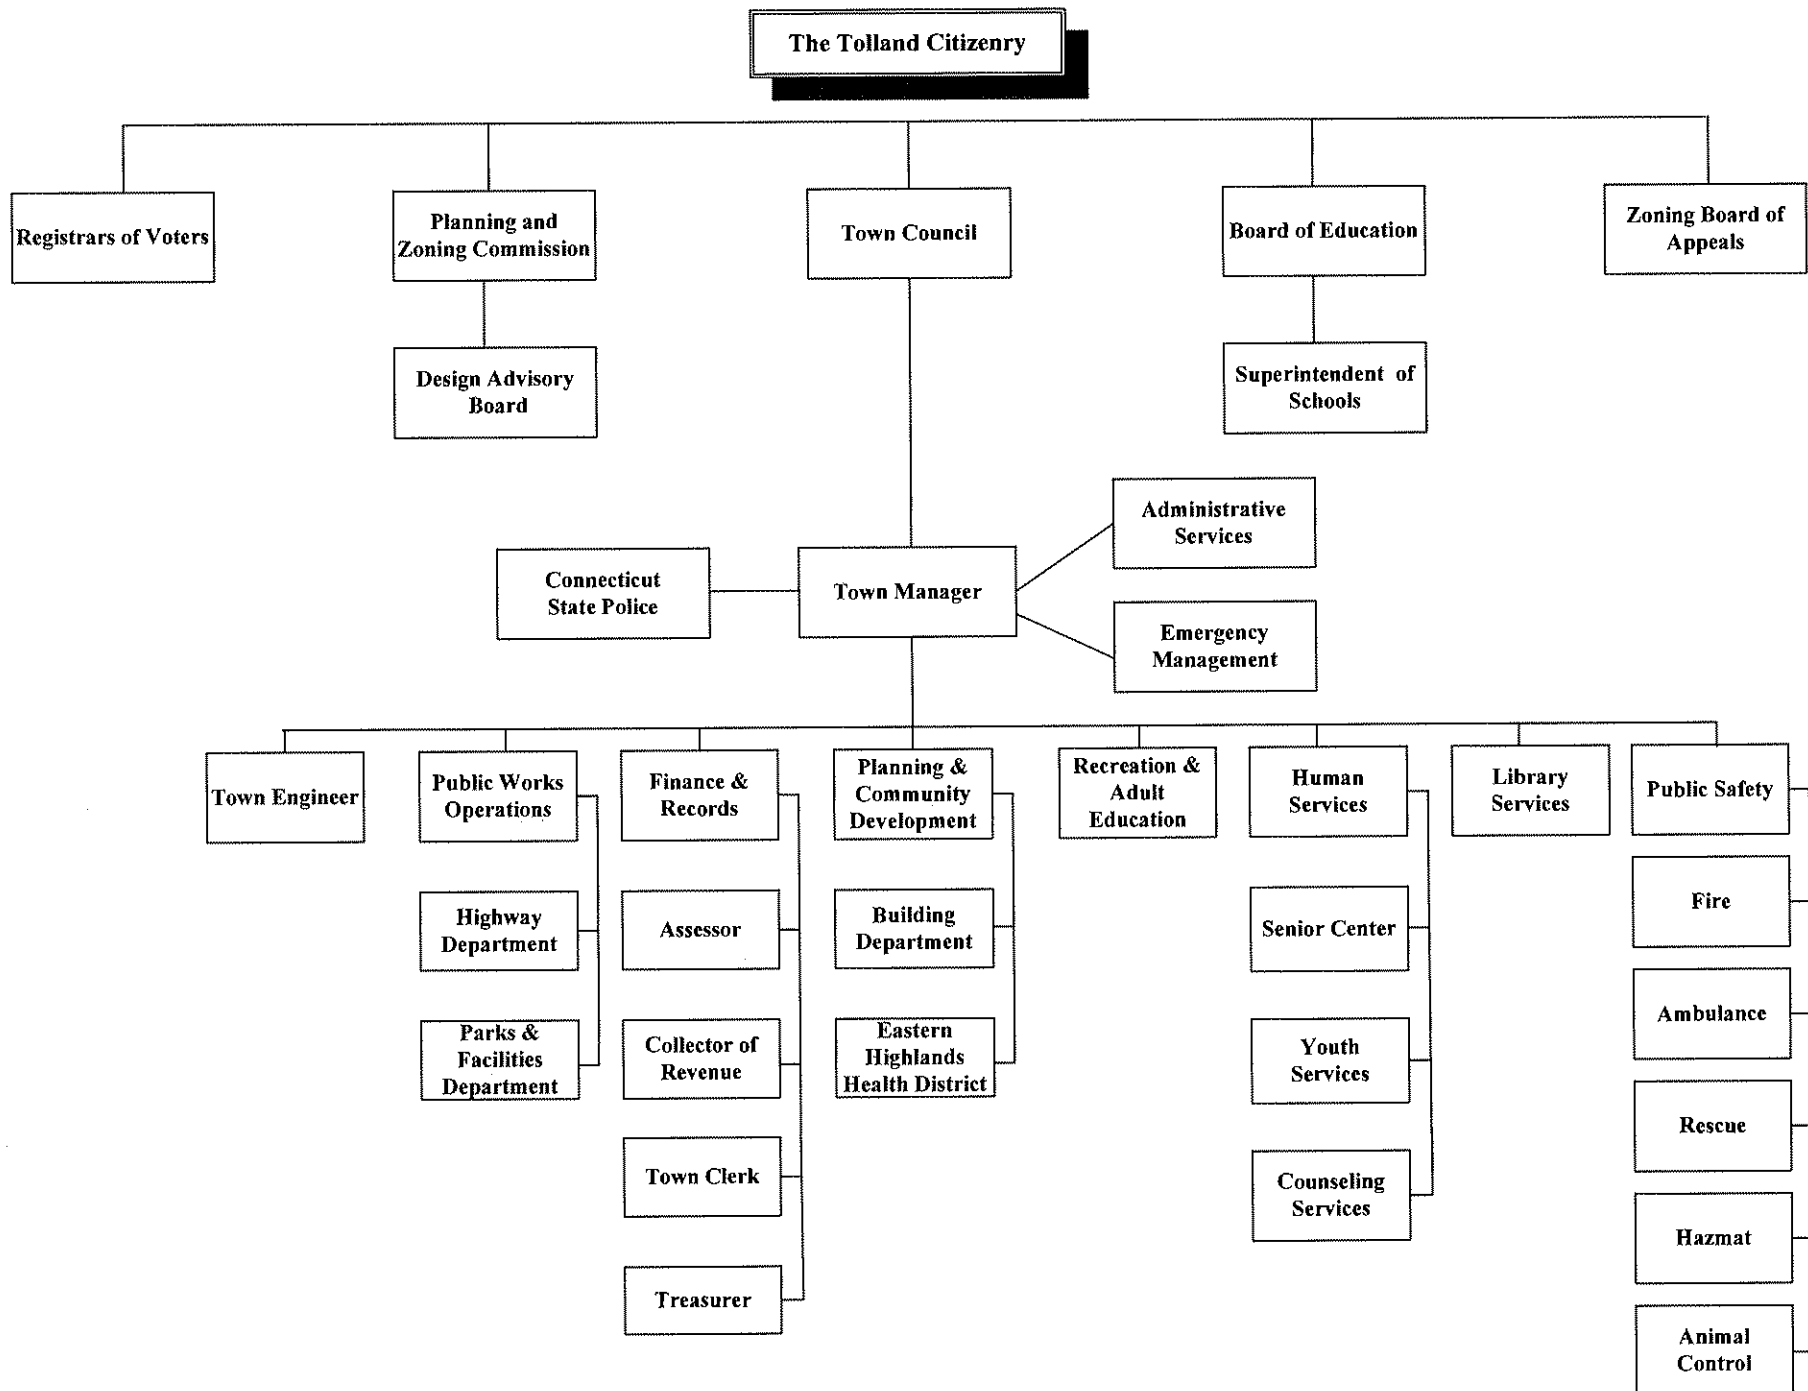 The Tolland Citizenry
Registrars of Voters
Planning and
Zoning Commission
Town Council
Board of Education
Zoning Board of
Appeals
Design Advisory
Board
Superintendent of
Schools
Administrative
Services
Connecticut
State Police
Town Manager
Emergency
Management
Town Engineer
Public Works
Operations
Finance &
Records
Planning &
Community
Development
Recreation &
Adult
Education
Human
Services
Library
Services
Public Safety
Highway
Department
Assessor
Building
Department
Senior Center
Fire
Parks &
Facilities
Department
Collector of
Revenue
Eastern
Highlands
Health District
Youth
Services
Ambulance
Town Clerk
Counseling
Services
Rescue
Treasurer
Hazmat
Animal
Control